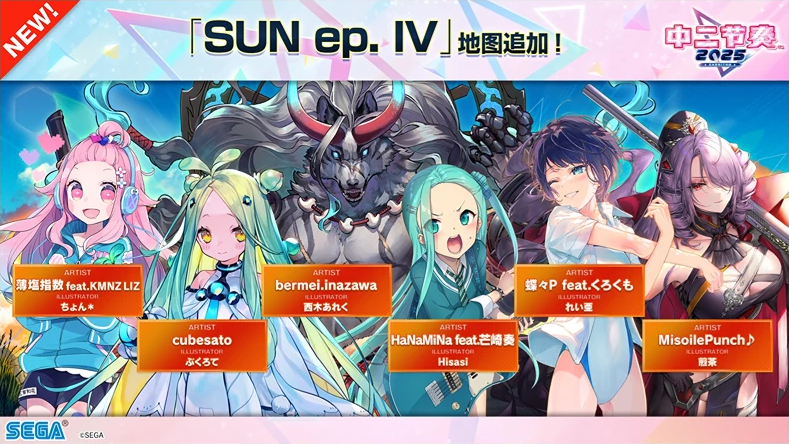 NEW!
「SUN ep. IV」地图追加！
中二节奏
2025
CHUNITHM
ARTIST
薄塩指数 feat.KMNZ LIZ
ILLUSTRATOR
ちょん＊
ARTIST
cubesato
ILLUSTRATOR
ぶくろて
ARTIST
bermei.inazawa
ILLUSTRATOR
西木あれく
ARTIST
HaNaMiNa feat.芒崎奏
ILLUSTRATOR
Hisasi
ARTIST
蝶々P feat.くろくも
ILLUSTRATOR
れい亜
ARTIST
MisoilePunch♪
ILLUSTRATOR
煎茶
SEGA®
©SEGA